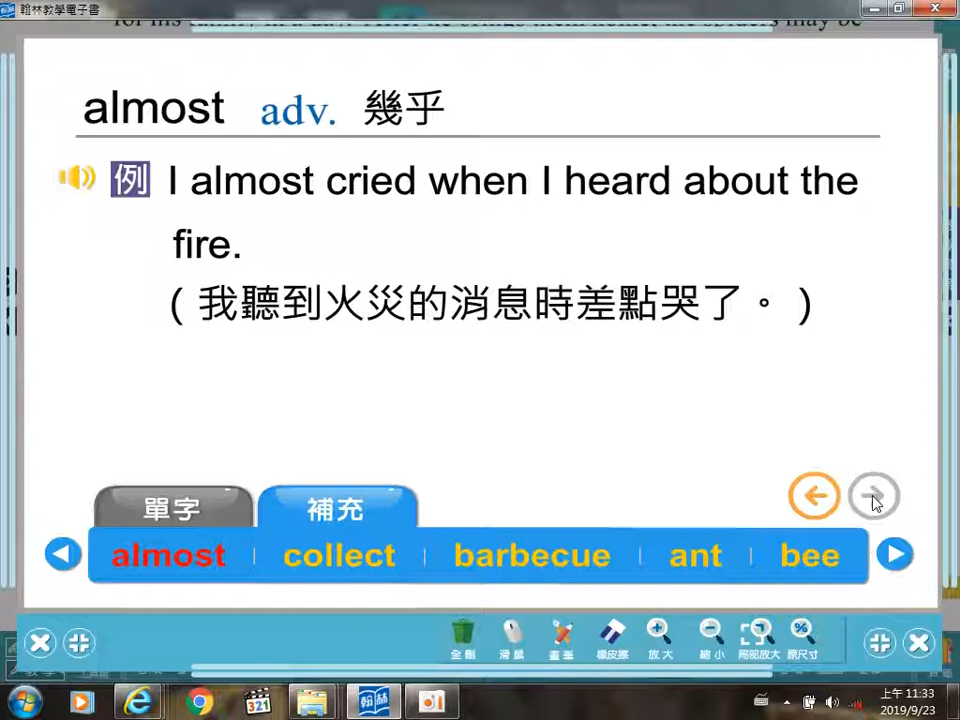 翰林教學電子書
almost adv. 幾乎
例 I almost cried when I heard about the
fire.
(我聽到火災的消息時差點哭了。)
單字 補充
almost collect barbecue ant bee
全刪 滑鼠 畫筆 橡皮擦 放大 縮小 局部放大 原尺寸
321 翰林
上午 11:33
2019/9/23